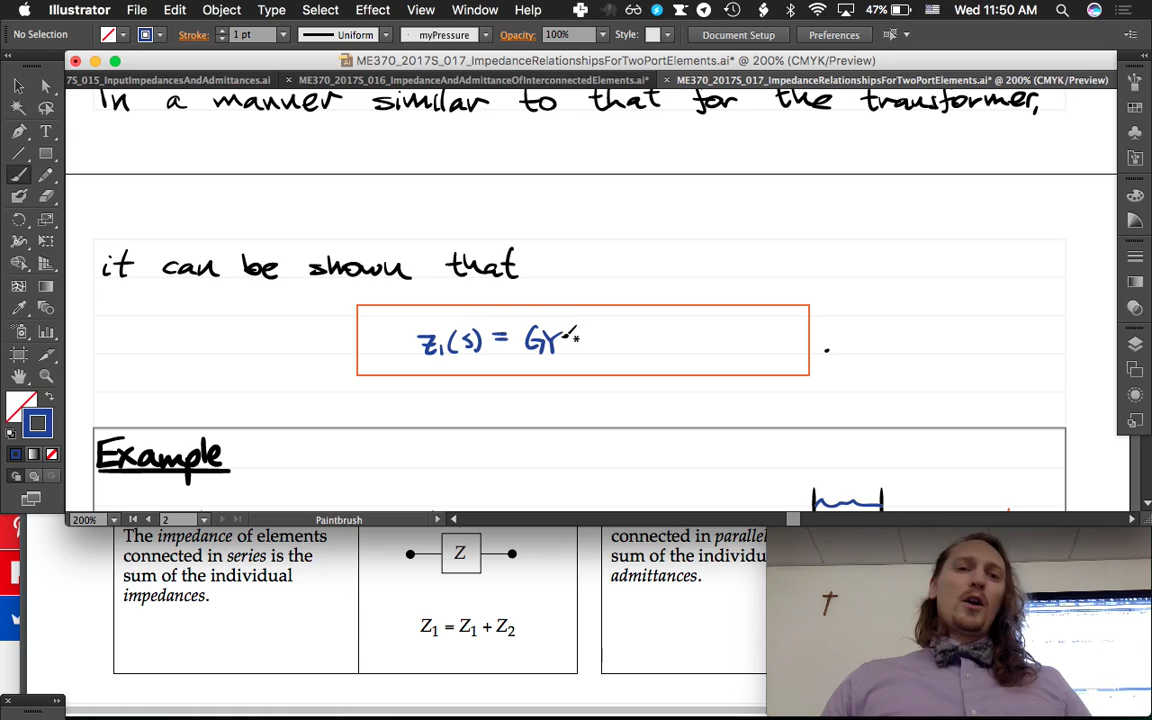 Illustrator File Edit Object Type Select Effect View Window Help 47% Wed 11:50 AM
No Selection Stroke: 1 pt Uniform myPressure Opacity: 100% Style: Document Setup Preferences
ME370_2017S_017_ImpedanceRelationshipsForTwoPortElements.ai* @ 200% (CMYK/Preview)
7S_015_InputImpedancesAndAdmittances.ai ME370_2017S_016_ImpedanceAndAdmittanceOfInterconnectedElements.ai* ME370_2017S_017_ImpedanceRelationshipsForTwoPortElements.ai* @ 200% (CMYK/Preview)
In a manner similar to that for the transformer,
it can be shown that
Z₁(s) = GY
.
Example
200% 2 Paintbrush
The impedance of elements
connected in series is the
sum of the individual
impedances.
Z
Z₁ = Z₁ + Z₂
connected in parallel
sum of the individu
admittances.